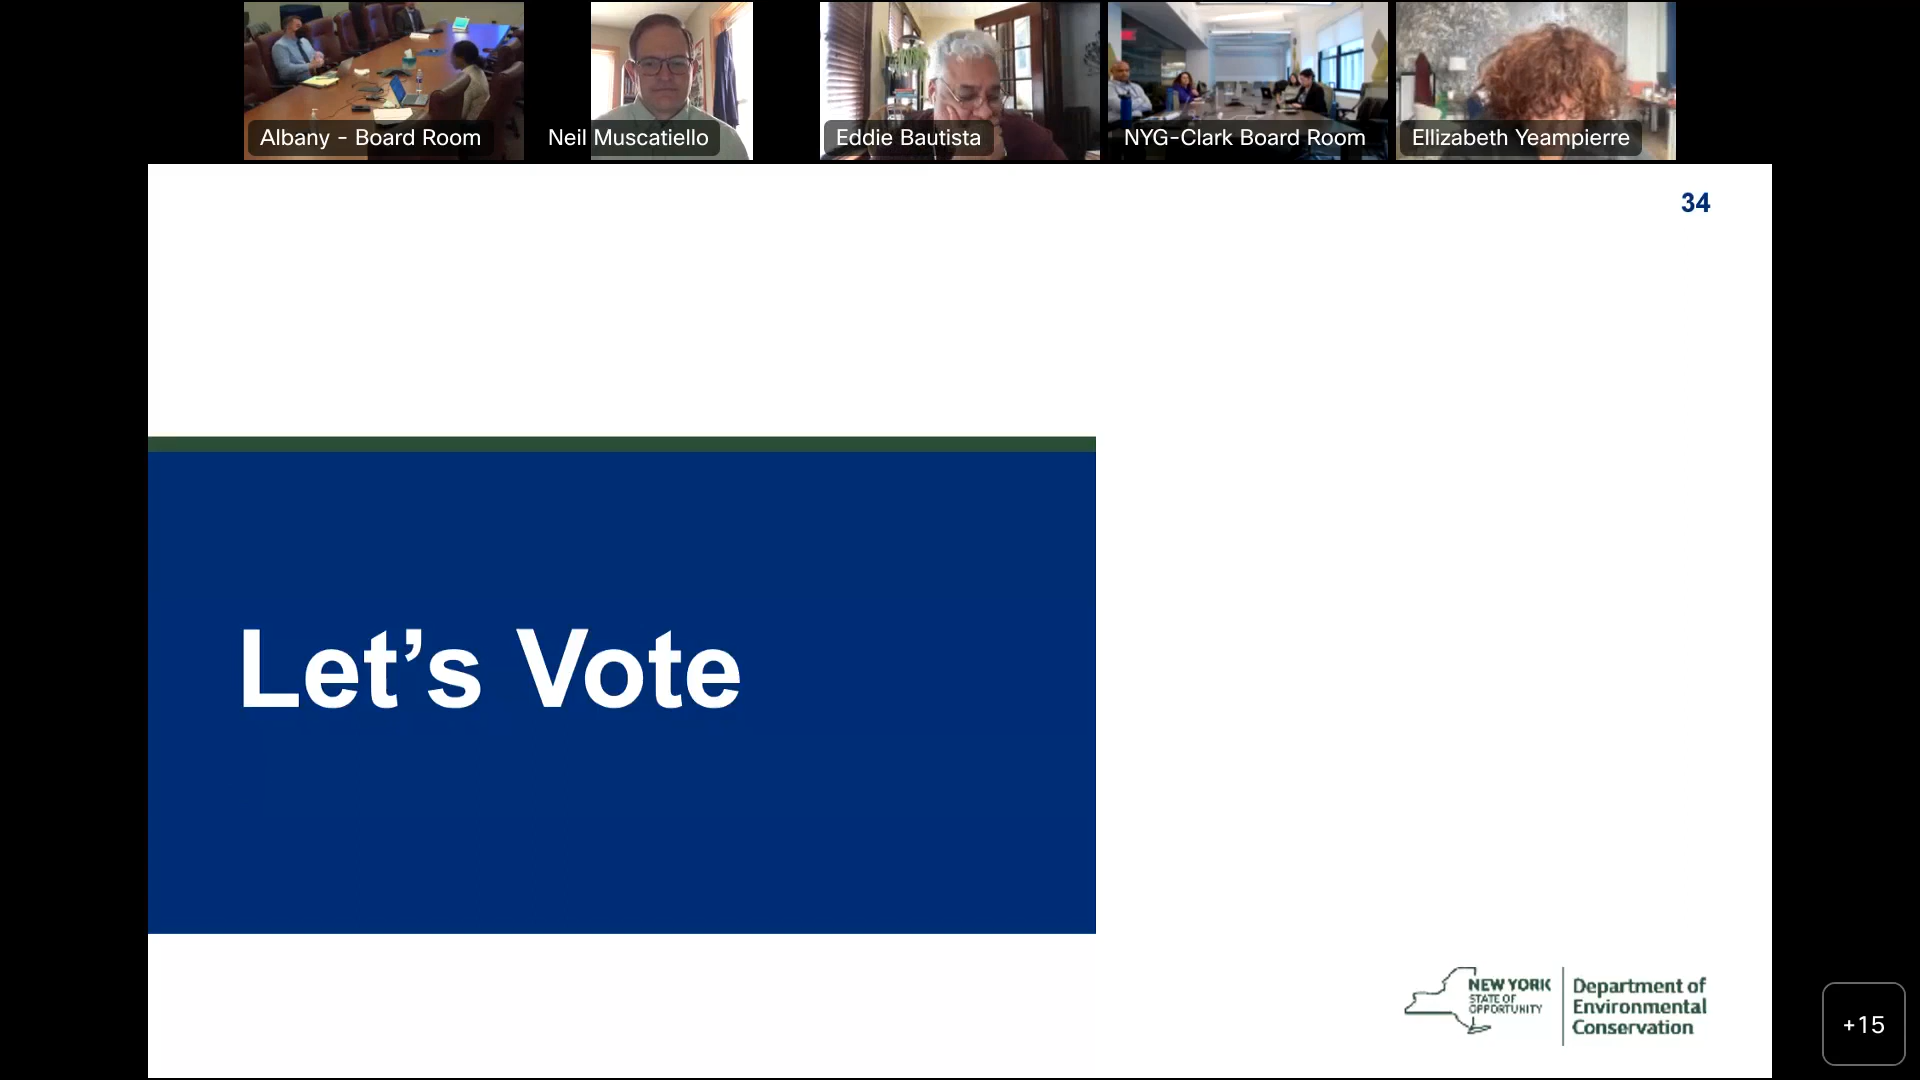 Albany - Board Room
Neil Muscatiello
Eddie Bautista
NYG-Clark Board Room
Ellizabeth Yeampierre
34
Let’s Vote
NEW YORK
STATE OF
OPPORTUNITY
Department of
Environmental
Conservation
+15